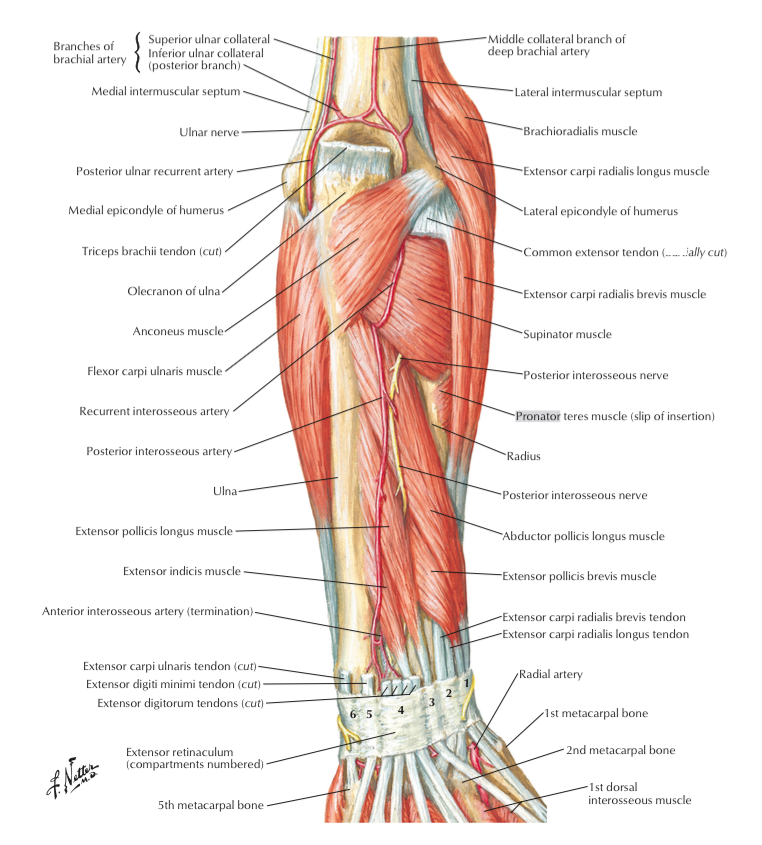 Branches of
brachial artery
Superior ulnar collateral
Inferior ulnar collateral
(posterior branch)
Medial intermuscular septum
Ulnar nerve
Posterior ulnar recurrent artery
Medial epicondyle of humerus
Triceps brachii tendon (cut)
Olecranon of ulna
Anconeus muscle
Flexor carpi ulnaris muscle
Recurrent interosseous artery
Posterior interosseous artery
Ulna
Extensor pollicis longus muscle
Extensor indicis muscle
Anterior interosseous artery (termination)
Extensor carpi ulnaris tendon (cut)
Extensor digiti minimi tendon (cut)
Extensor digitorum tendons (cut)
Extensor retinaculum
(compartments numbered)
5th metacarpal bone
Middle collateral branch of
deep brachial artery
Lateral intermuscular septum
Brachioradialis muscle
Extensor carpi radialis longus muscle
Lateral epicondyle of humerus
Common extensor tendon ( cut)
Extensor carpi radialis brevis muscle
Supinator muscle
Posterior interosseous nerve
Pronator teres muscle (slip of insertion)
Radius
Posterior interosseous nerve
Abductor pollicis longus muscle
Extensor pollicis brevis muscle
Extensor carpi radialis brevis tendon
Extensor carpi radialis longus tendon
Radial artery
1st metacarpal bone
2nd metacarpal bone
1st dorsal
interosseous muscle
6 5 4 3 2 1
F. Netter
M.D.